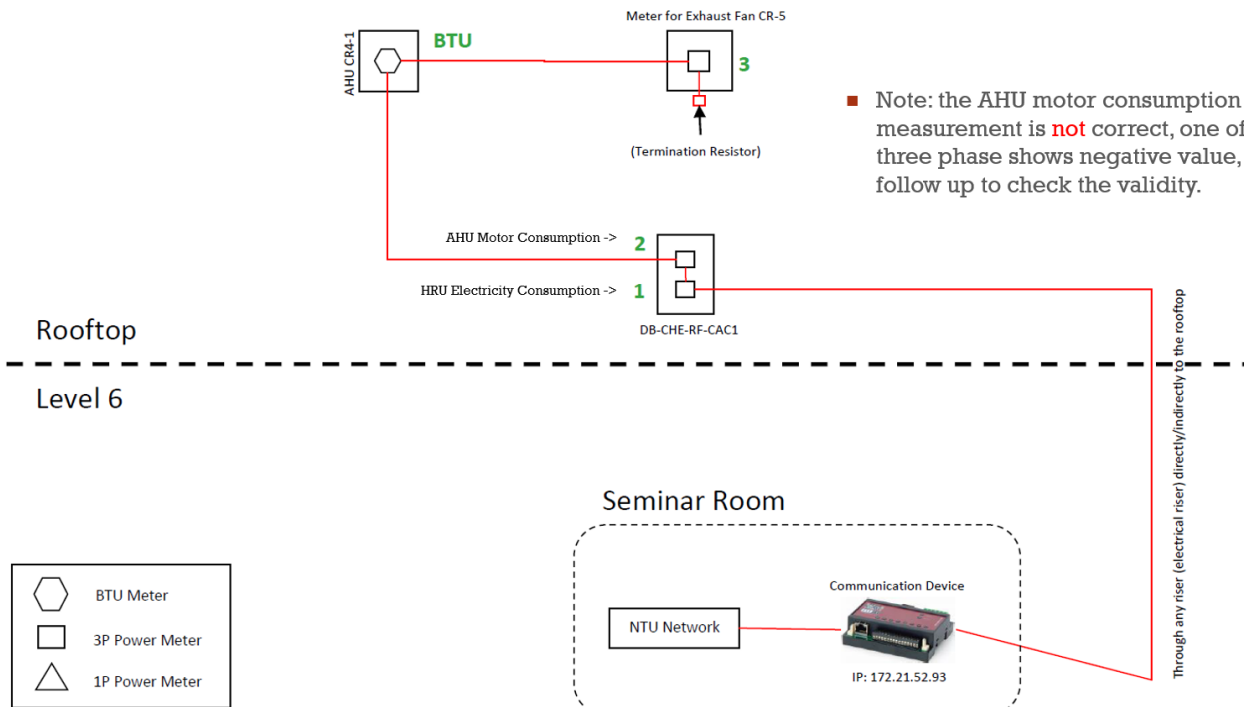 Meter for Exhaust Fan CR-5
AHU CR4-1
BTU
3
(Termination Resistor)
Note: the AHU motor consumption
measurement is not correct, one of
three phase shows negative value,
follow up to check the validity.
AHU Motor Consumption ->
2
HRU Electricity Consumption ->
1
DB-CHE-RF-CAC1
Rooftop
Level 6
Through any riser (electrical riser) directly/indirectly to the rooftop
Seminar Room
Communication Device
NTU Network
IP: 172.21.52.93
BTU Meter
3P Power Meter
1P Power Meter